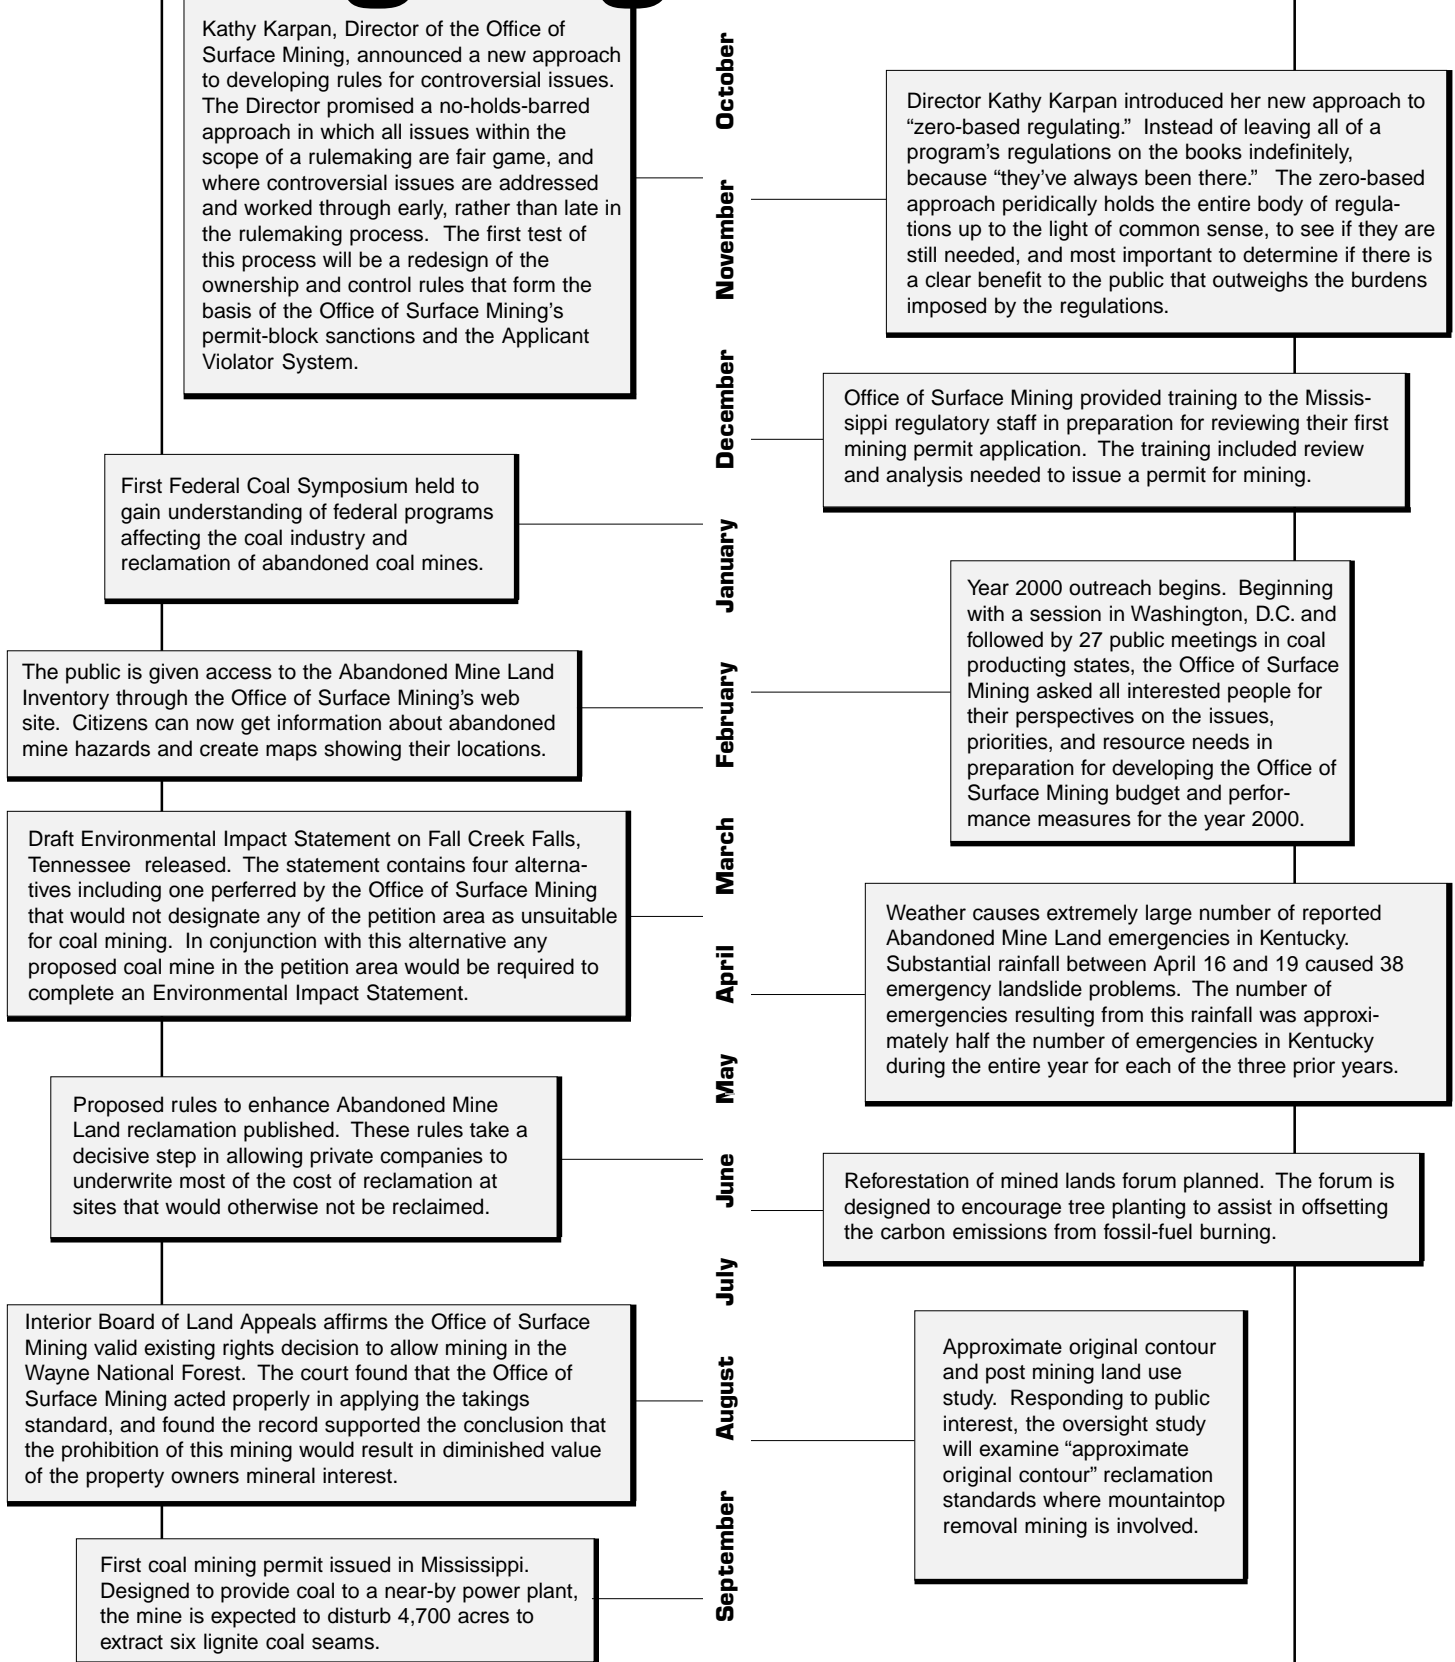 Kathy Karpan, Director of the Office of
Surface Mining, announced a new approach
to developing rules for controversial issues.
The Director promised a no-holds-barred
approach in which all issues within the
scope of a rulemaking are fair game, and
where controversial issues are addressed
and worked through early, rather than late in
the rulemaking process.  The first test of
this process will be a redesign of the
ownership and control rules that form the
basis of the Office of Surface Mining’s
permit-block sanctions and the Applicant
Violator System.
October
Director Kathy Karpan introduced her new approach to
“zero-based regulating.”  Instead of leaving all of a
program’s regulations on the books indefinitely,
because “they’ve always been there.”   The zero-based
approach peridically holds the entire body of regula-
tions up to the light of common sense, to see if they are
still needed, and most important to determine if there is
a clear benefit to the public that outweighs the burdens
imposed by the regulations.
November
December
Office of Surface Mining provided training to the Missis-
sippi regulatory staff in preparation for reviewing their first
mining permit application.  The training included review
and analysis needed to issue a permit for mining.
First Federal Coal Symposium held to
gain understanding of federal programs
affecting the coal industry and
reclamation of abandoned coal mines.
January
Year 2000 outreach begins.  Beginning
with a session in Washington, D.C. and
followed by 27 public meetings in coal
producting states, the Office of Surface
Mining asked all interested people for
their perspectives on the issues,
priorities, and resource needs in
preparation for developing the Office of
Surface Mining budget and perfor-
mance measures for the year 2000.
The public is given access to the Abandoned Mine Land
Inventory through the Office of Surface Mining’s web
site.  Citizens can now get information about abandoned
mine hazards and create maps showing their locations.
February
Draft Environmental Impact Statement on Fall Creek Falls,
Tennessee  released.  The statement contains four alterna-
tives including one perferred by the Office of Surface Mining
that would not designate any of the petition area as unsuitable
for coal mining.  In conjunction with this alternative any
proposed coal mine in the petition area would be required to
complete an Environmental Impact Statement.
March
Weather causes extremely large number of reported
Abandoned Mine Land emergencies in Kentucky.
Substantial rainfall between April 16 and 19 caused 38
emergency landslide problems.  The number of
emergencies resulting from this rainfall was approxi-
mately half the number of emergencies in Kentucky
during the entire year for each of the three prior years.
April
May
Proposed rules to enhance Abandoned Mine
Land reclamation published.  These rules take a
decisive step in allowing private companies to
underwrite most of the cost of reclamation at
sites that would otherwise not be reclaimed.
June
Reforestation of mined lands forum planned.  The forum is
designed to encourage tree planting to assist in offsetting
the carbon emissions from fossil-fuel burning.
July
Interior Board of Land Appeals affirms the Office of Surface
Mining valid existing rights decision to allow mining in the
Wayne National Forest.  The court found that the Office of
Surface Mining acted properly in applying the takings
standard, and found the record supported the conclusion that
the prohibition of this mining would result in diminished value
of the property owners mineral interest.
August
Approximate original contour
and post mining land use
study.  Responding to public
interest, the oversight study
will examine “approximate
original contour” reclamation
standards where mountaintop
removal mining is involved.
September
First coal mining permit issued in Mississippi.
Designed to provide coal to a near-by power plant,
the mine is expected to disturb 4,700 acres to
extract six lignite coal seams.